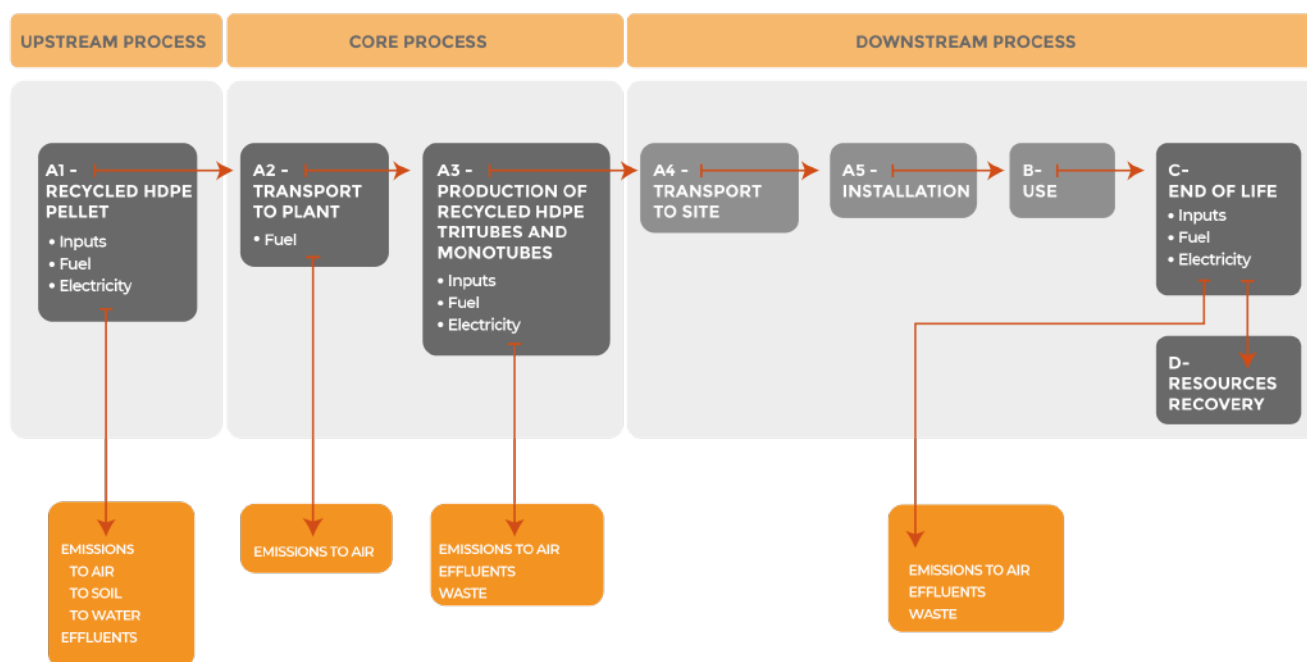 UPSTREAM PROCESS
CORE PROCESS
DOWNSTREAM PROCESS
A1 -
RECYCLED HDPE
PELLET
• Inputs
• Fuel
• Electricity
A2 -
TRANSPORT
TO PLANT
• Fuel
A3 -
PRODUCTION OF
RECYCLED HDPE
TRITUBES AND
MONOTUBES
• Inputs
• Fuel
• Electricity
A4 -
TRANSPORT
TO SITE
A5 -
INSTALLATION
B-
USE
C-
END OF LIFE
• Inputs
• Fuel
• Electricity
D-
RESOURCES
RECOVERY
EMISSIONS
TO AIR
TO SOIL
TO WATER
EFFLUENTS
EMISSIONS TO AIR
EMISSIONS TO AIR
EFFLUENTS
WASTE
EMISSIONS TO AIR
EFFLUENTS
WASTE